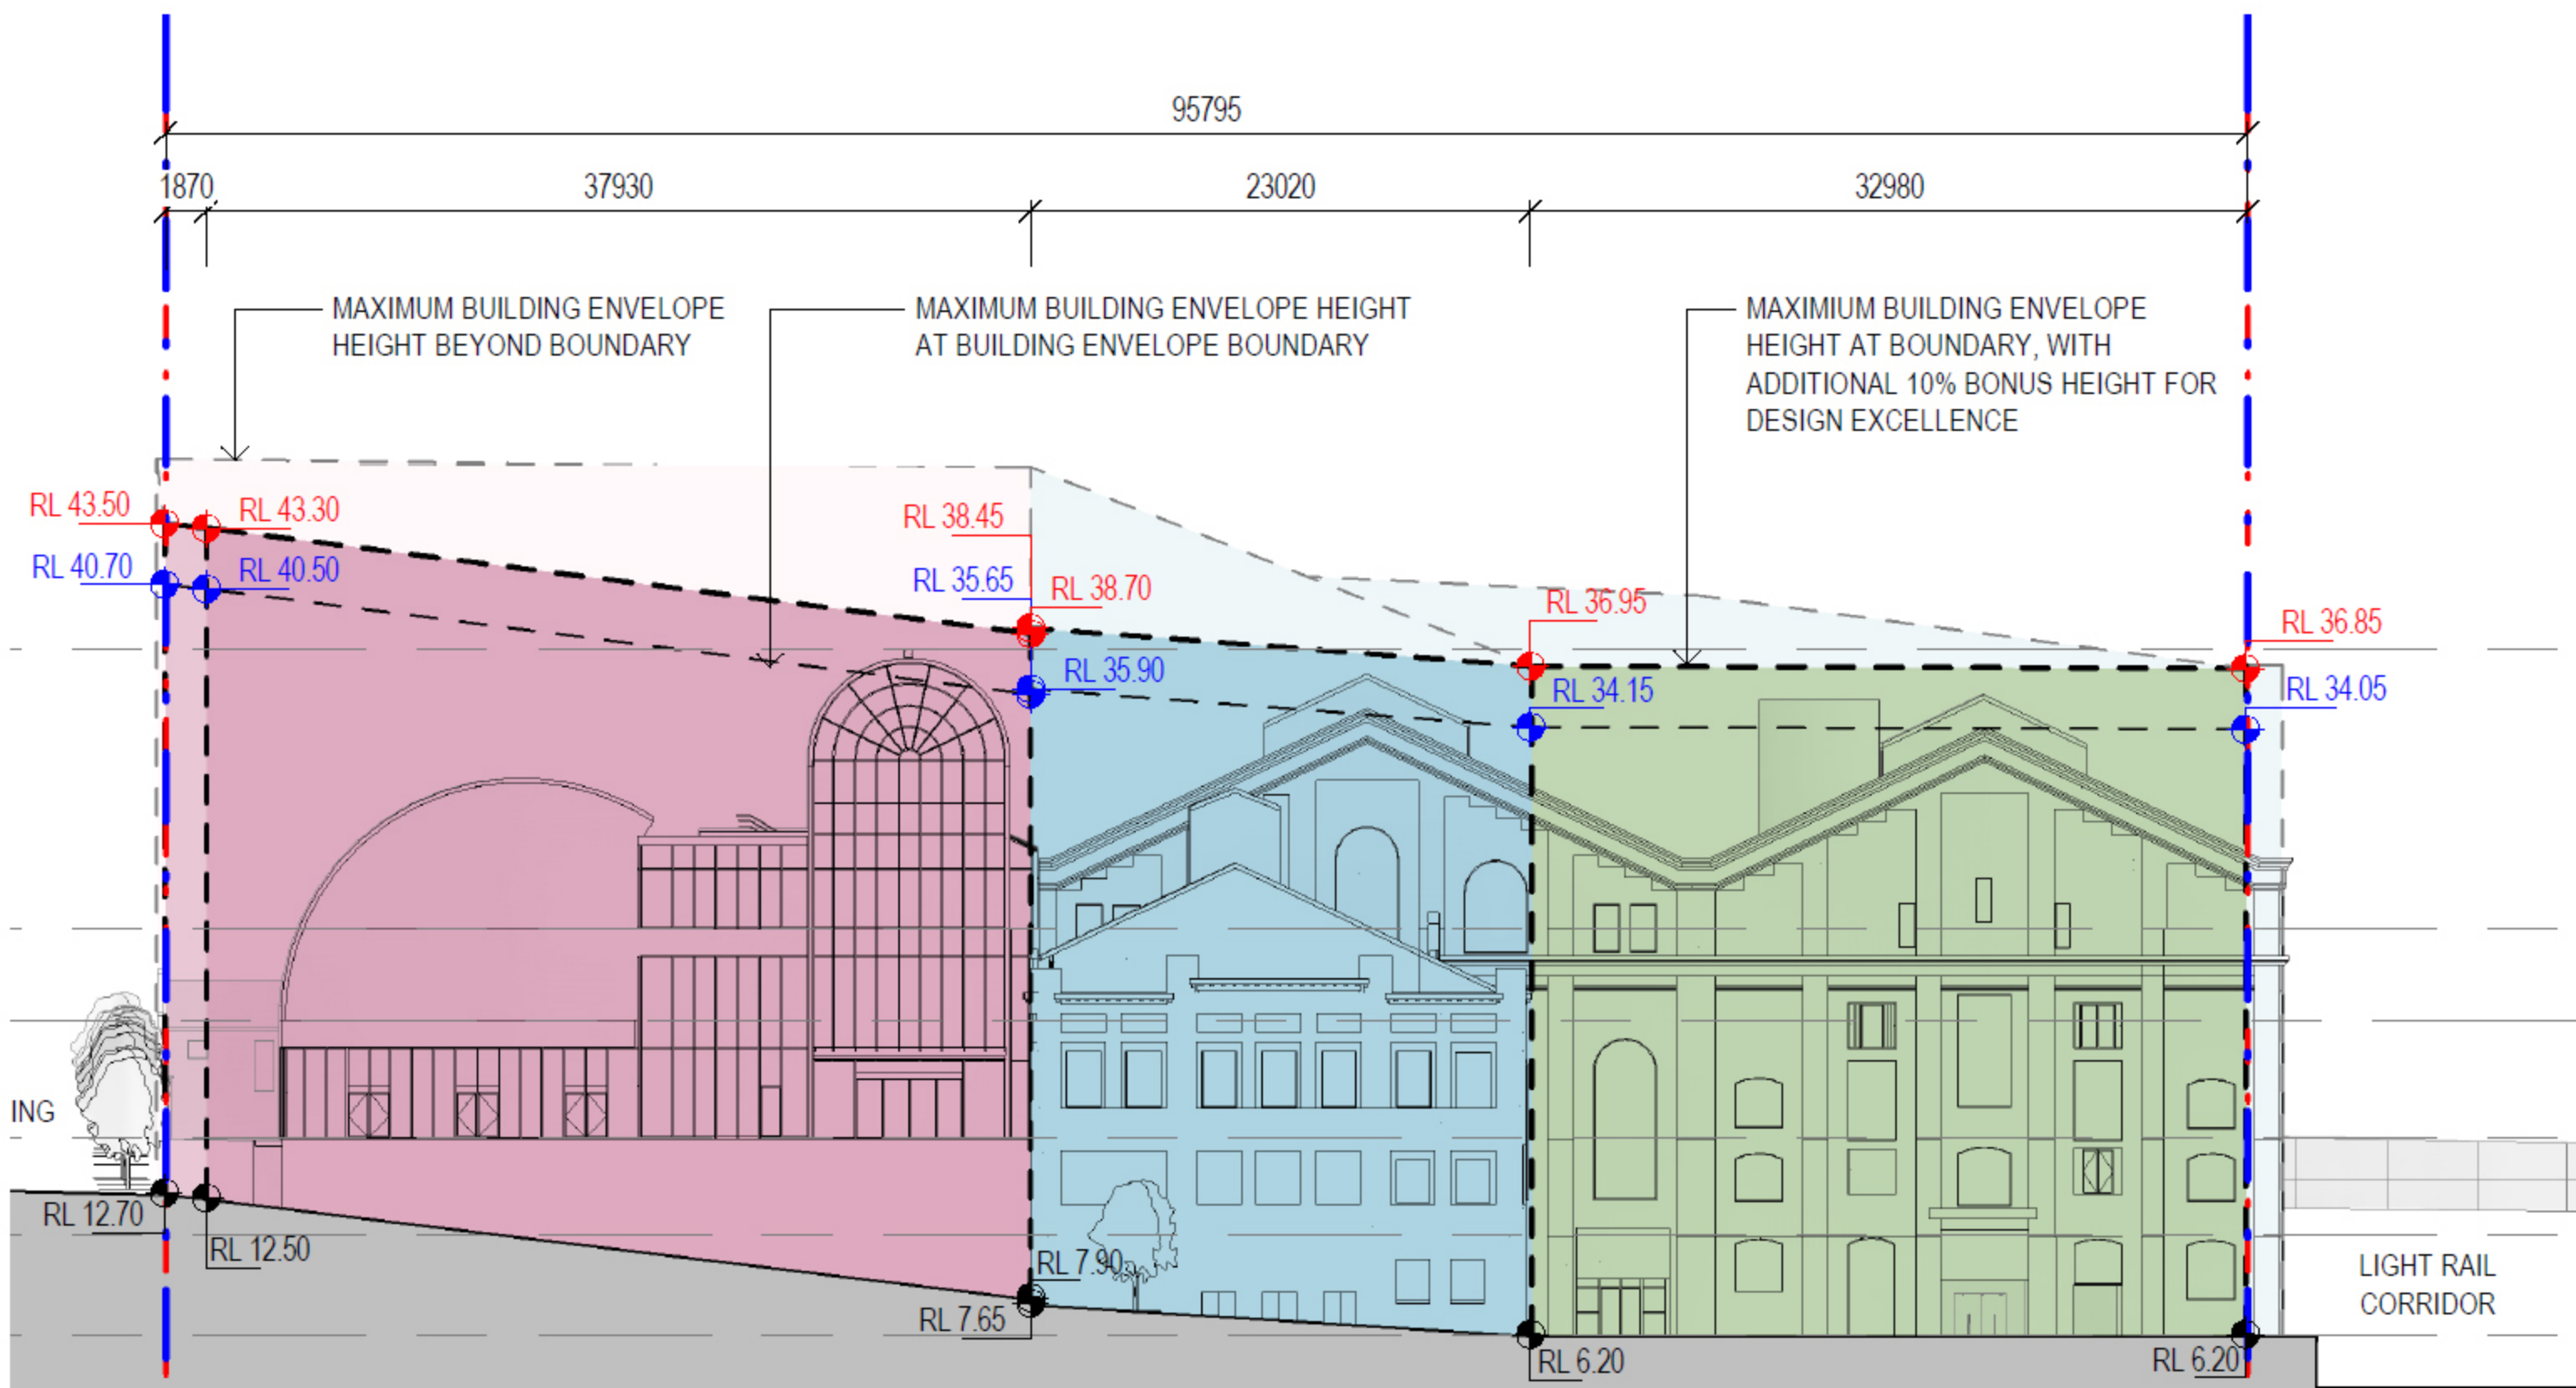 95795
1870
37930
23020
32980
MAXIMUM BUILDING ENVELOPE
HEIGHT BEYOND BOUNDARY
MAXIMUM BUILDING ENVELOPE HEIGHT
AT BUILDING ENVELOPE BOUNDARY
MAXIMIUM BUILDING ENVELOPE
HEIGHT AT BOUNDARY, WITH
ADDITIONAL 10% BONUS HEIGHT FOR
DESIGN EXCELLENCE
RL 43.50
RL 43.30
RL 38.45
RL 40.70
RL 40.50
RL 35.65
RL 38.70
RL 36.95
RL 36.85
RL 35.90
RL 34.15
RL 34.05
ING
RL 12.70
RL 12.50
RL 7.90
RL 7.65
RL 6.20
RL 6.20
LIGHT RAIL
CORRIDOR